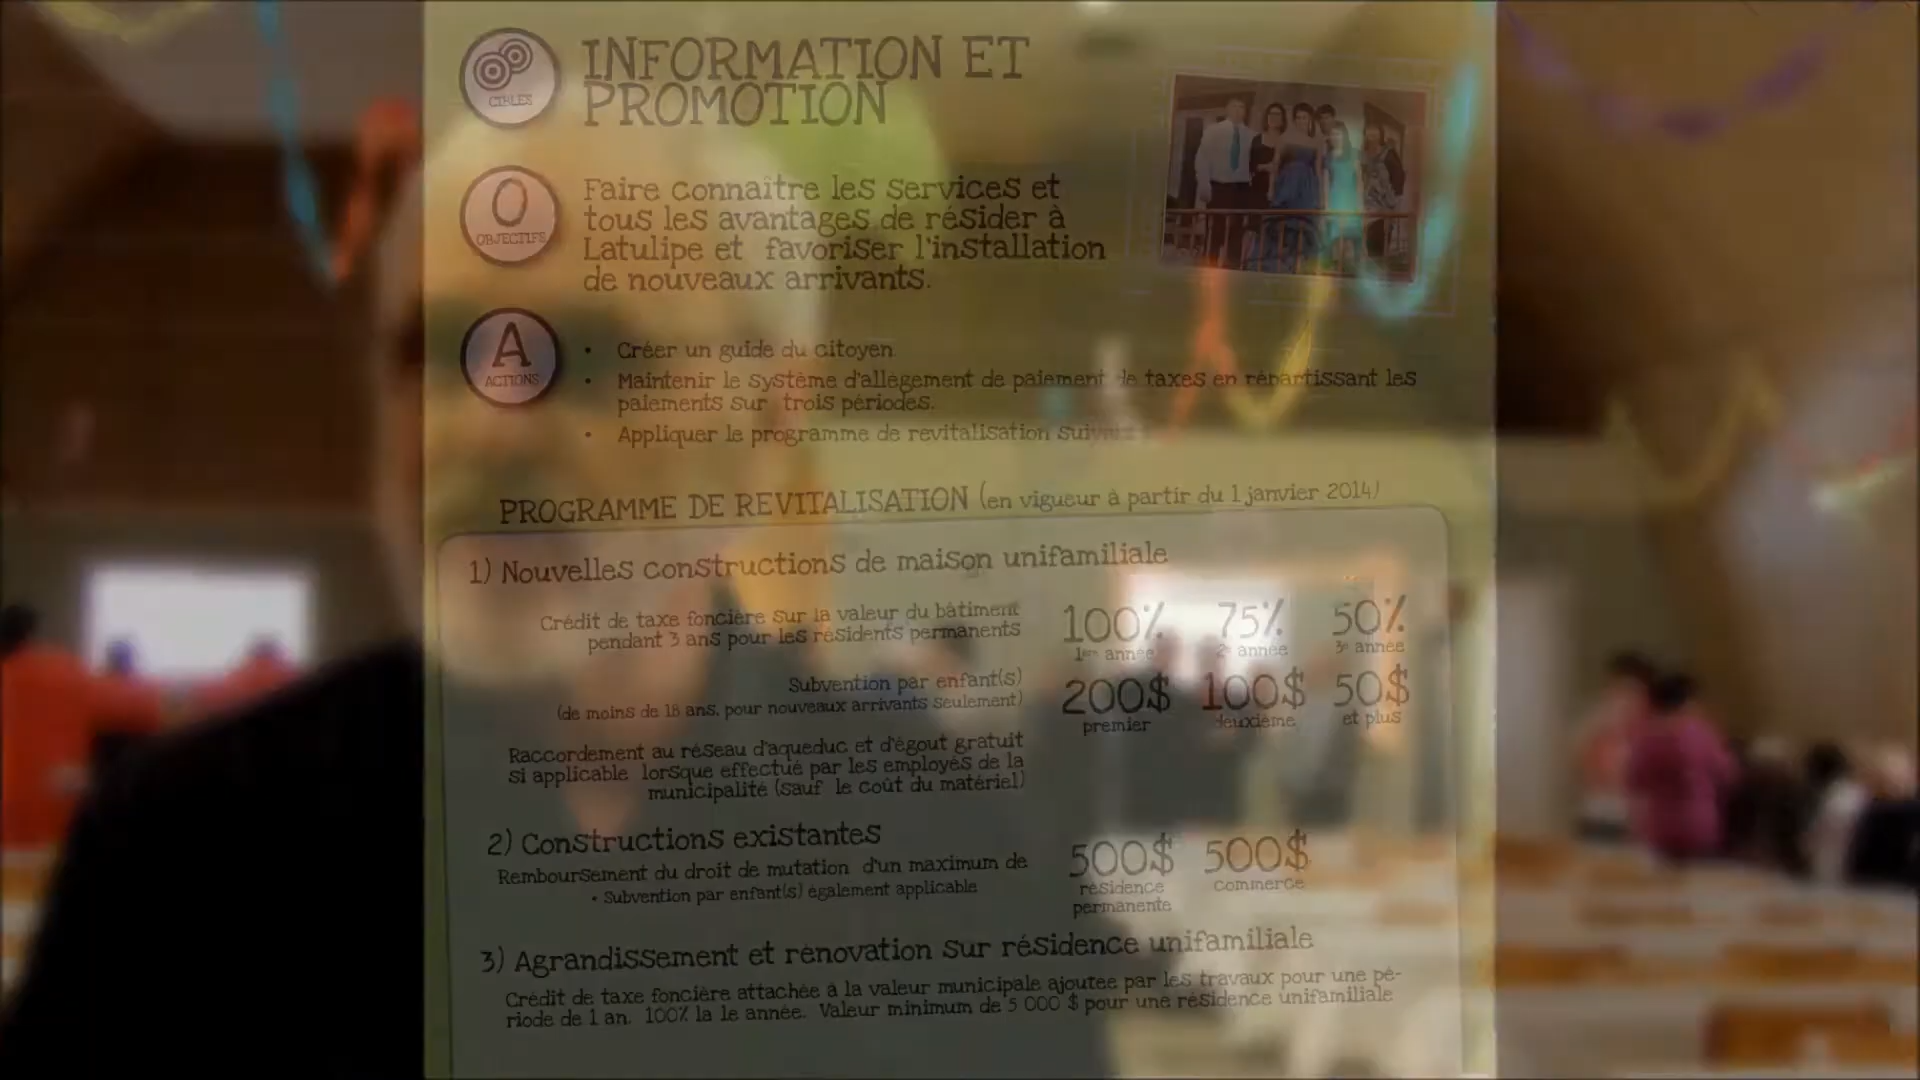 CIBLES
INFORMATION ET
PROMOTION
O
OBJECTIFS
Faire connaître les services et
tous les avantages de résider à
Latulipe et favoriser l'installation
de nouveaux arrivants.
A
ACTIONS
• Créer un guide du citoyen.
• Maintenir le système d'allégement de paiement de taxes en répartissant les
paiements sur trois périodes.
• Appliquer le programme de revitalisation
PROGRAMME DE REVITALISATION (en vigueur à partir du 1 janvier 2014)
1) Nouvelles constructions de maison unifamiliale
Crédit de taxe foncière sur la valeur du bâtiment
pendant 3 ans pour les résidents permanents
100% 75% 50%
1ère année 2e année 3e année
Subvention par enfant(s)
(de moins de 18 ans, pour nouveaux arrivants seulement)
200$ 100$ 50$
premier deuxième et plus
Raccordement au réseau d'aqueduc et d'égout gratuit
si applicable lorsque effectué par les employés de la
municipalité (sauf le coût du matériel)
2) Constructions existantes
Remboursement du droit de mutation d'un maximum de
• Subvention par enfant(s) également applicable
500$ 500$
résidence commerce
permanente
3) Agrandissement et rénovation sur résidence unifamiliale
Crédit de taxe foncière attachée à la valeur municipale ajoutée par les travaux pour une pé-
riode de 1 an. 100% la 1e année. Valeur minimum de 5 000 $ pour une résidence unifamiliale